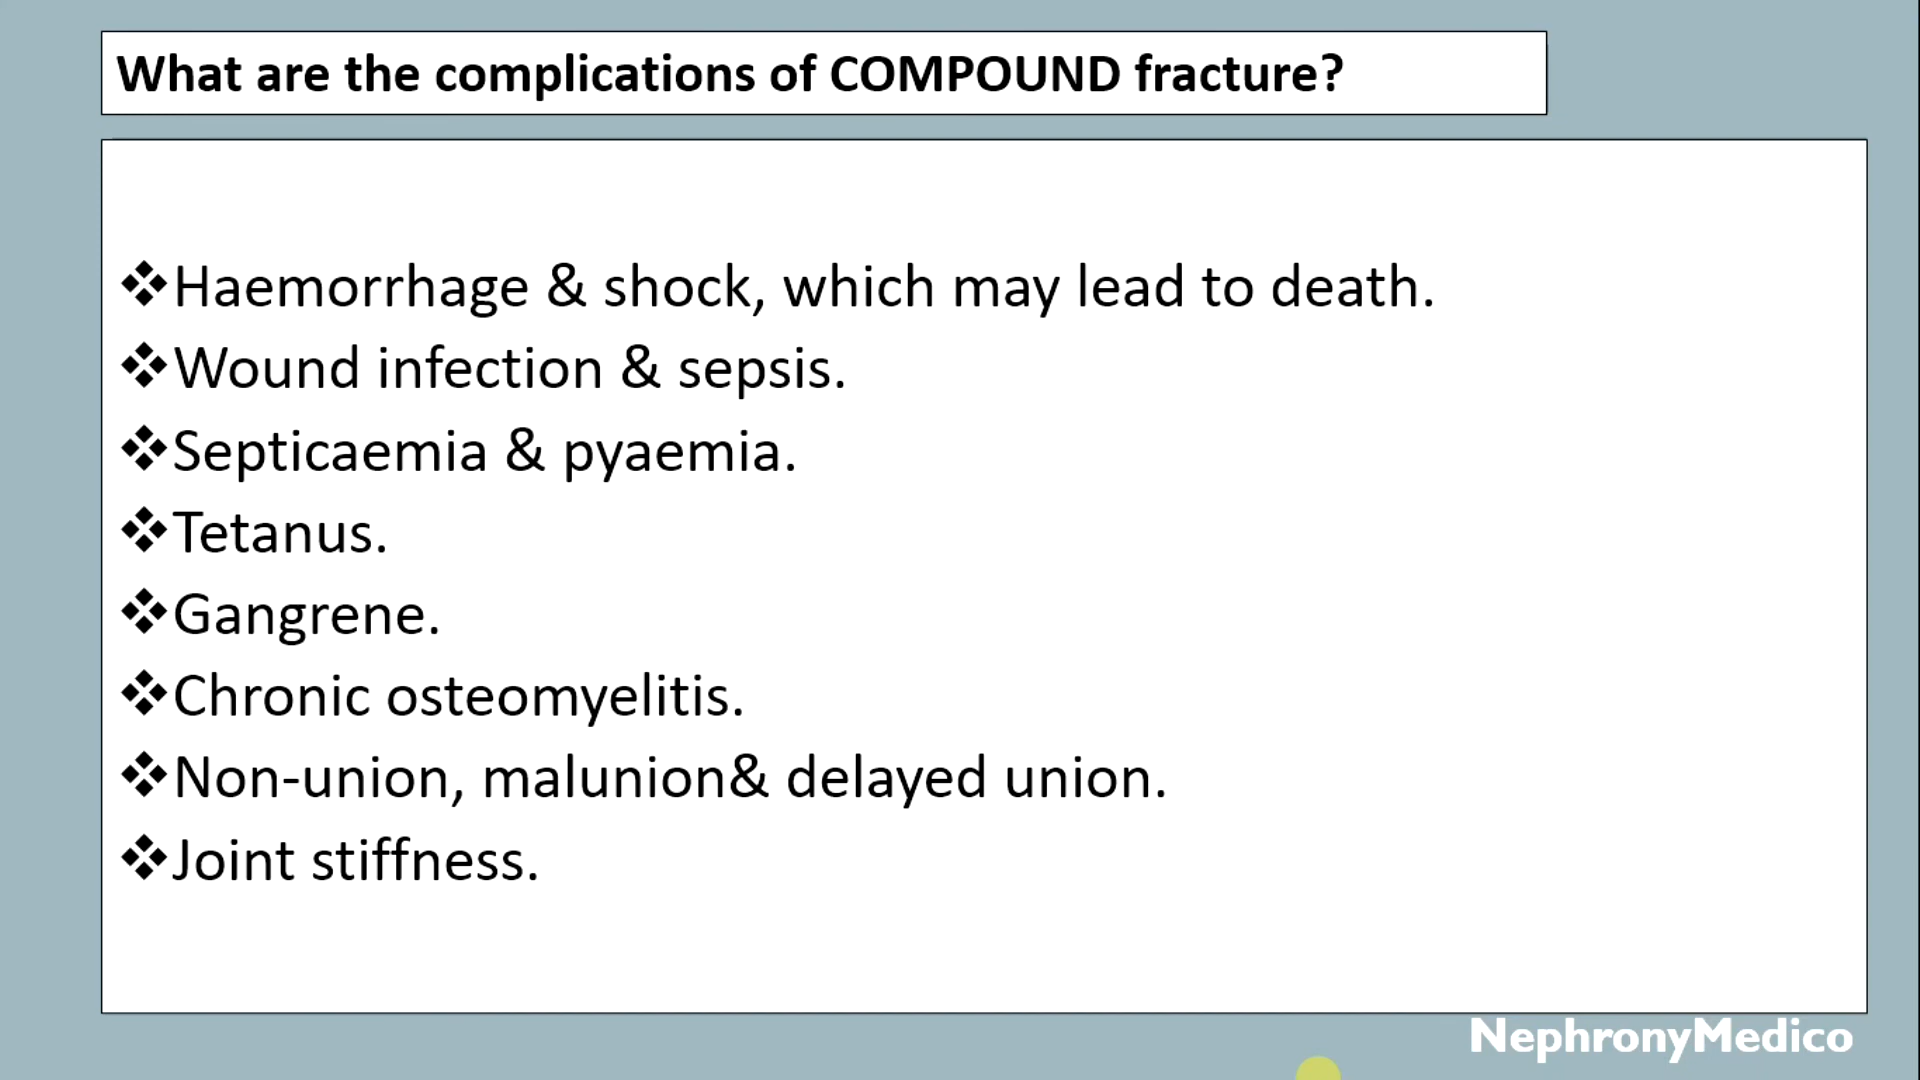 What are the complications of COMPOUND fracture?
❖Haemorrhage & shock, which may lead to death.
❖Wound infection & sepsis.
❖Septicaemia & pyaemia.
❖Tetanus.
❖Gangrene.
❖Chronic osteomyelitis.
❖Non-union, malunion& delayed union.
❖Joint stiffness.
NephronyMedico